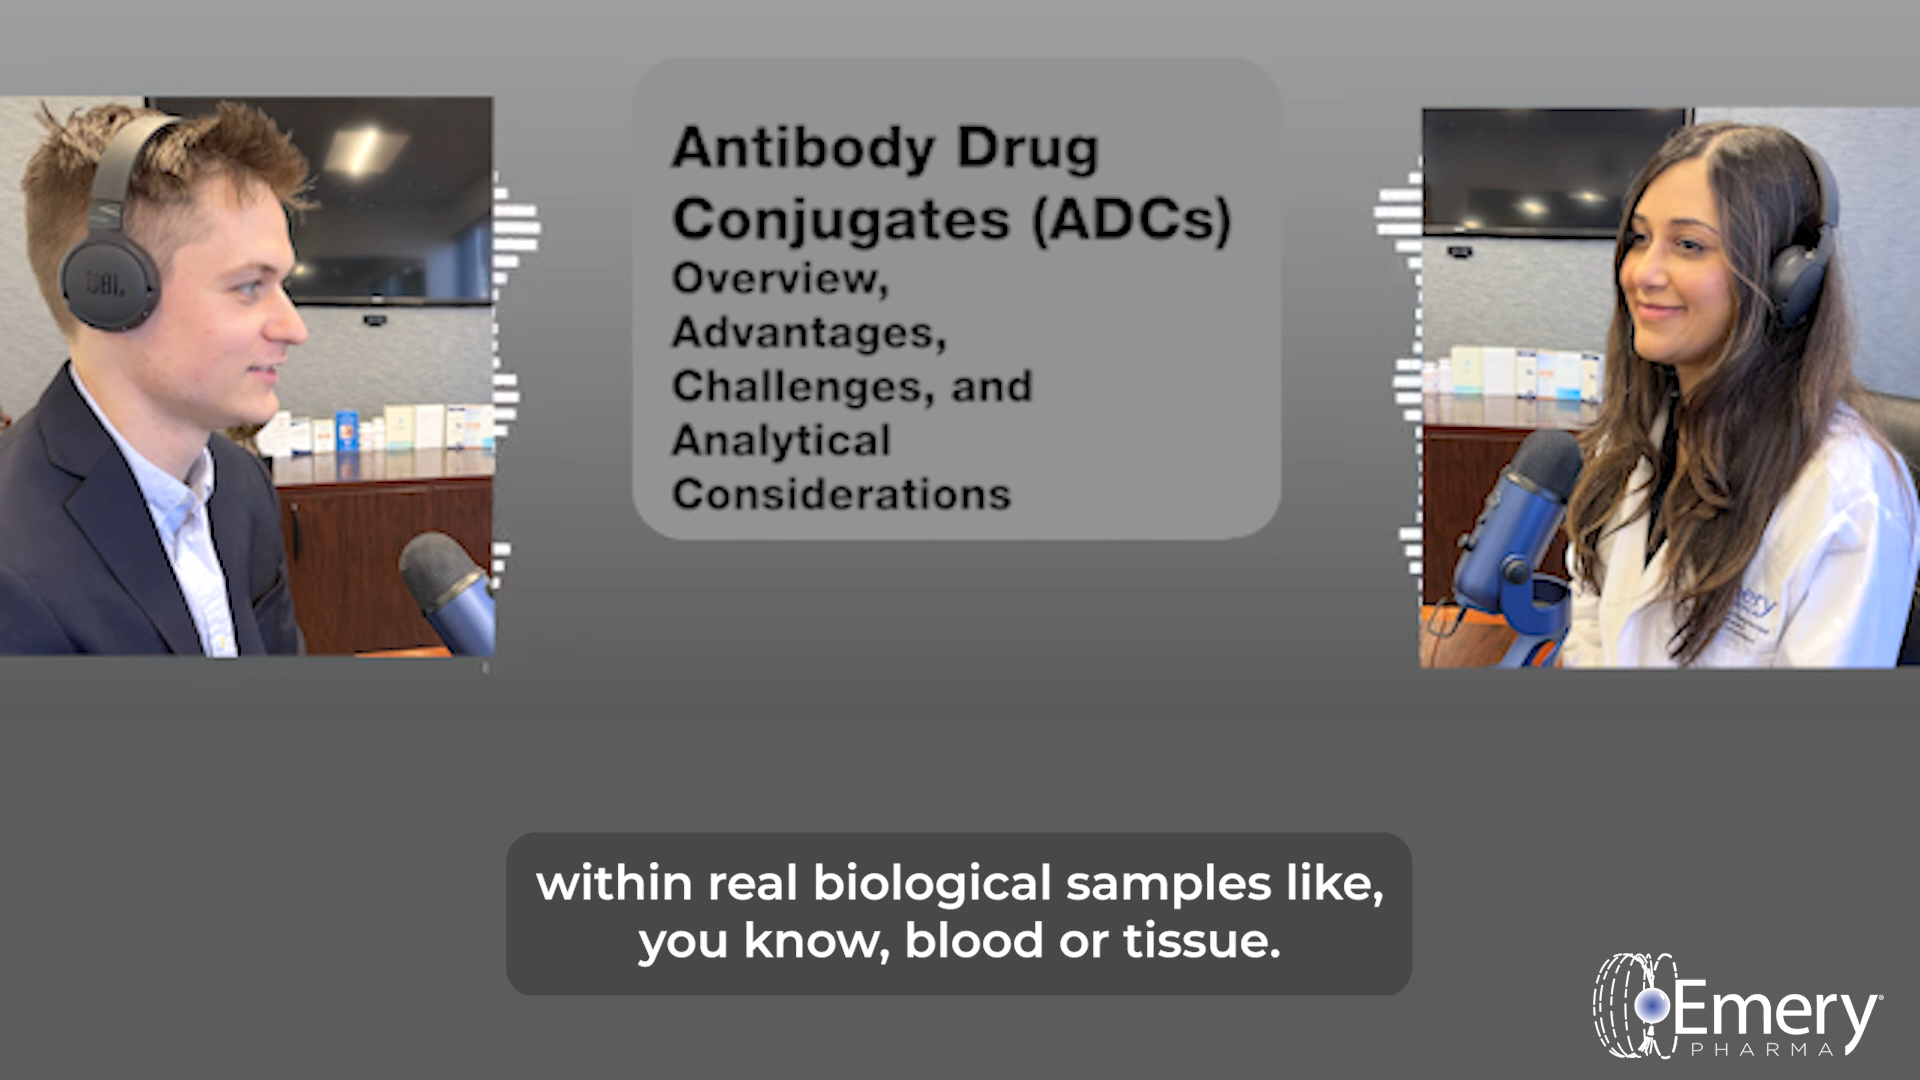 Antibody Drug
Conjugates (ADCs)
Overview,
Advantages,
Challenges, and
Analytical
Considerations
JBL
within real biological samples like,
you know, blood or tissue.
Emery
PHARMA